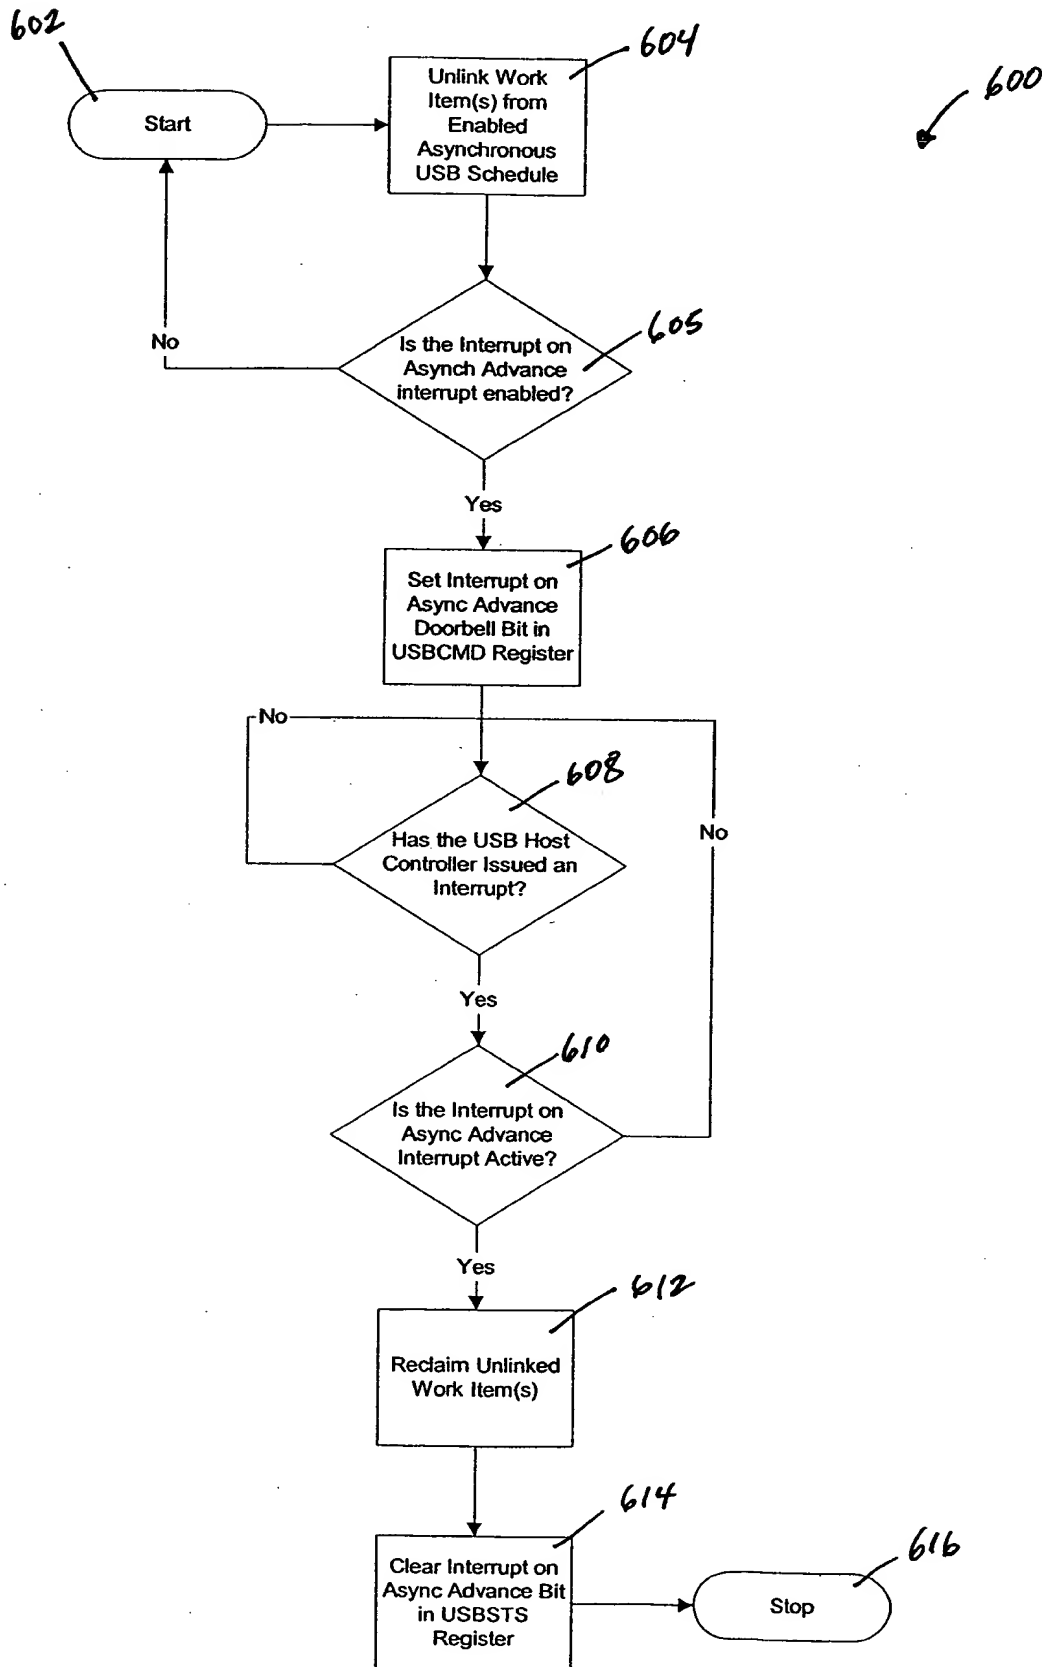 602
604
600
Start
Unlink Work
Item(s) from
Enabled
Asynchronous
USB Schedule
605
No
Is the Interrupt on
Asynch Advance
interrupt enabled?
Yes
606
Set Interrupt on
Async Advance
Doorbell Bit in
USBCMD Register
No
608
No
Has the USB Host
Controller Issued an
Interrupt?
Yes
610
Is the Interrupt on
Async Advance
Interrupt Active?
Yes
612
Reclaim Unlinked
Work Item(s)
614
616
Clear Interrupt on
Async Advance Bit
in USBSTS
Register
Stop